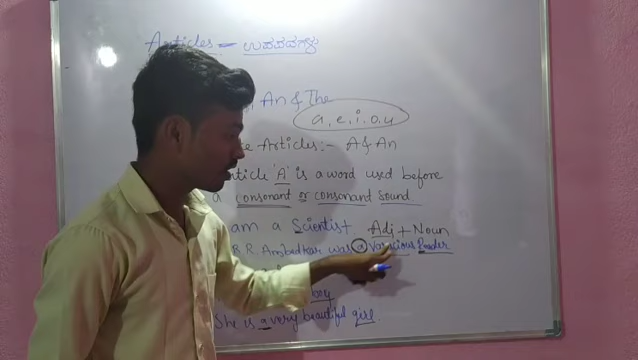 Articles = ಉಪಪದಗಳು
An & The
a, e, i, o, u
Articles :- A & An
Article 'A' is a word used before
a consonant or consonant sound.
am a Scientist. Adj + Noun
B. R. Ambedkar was a
boy
She is a very beautiful girl.